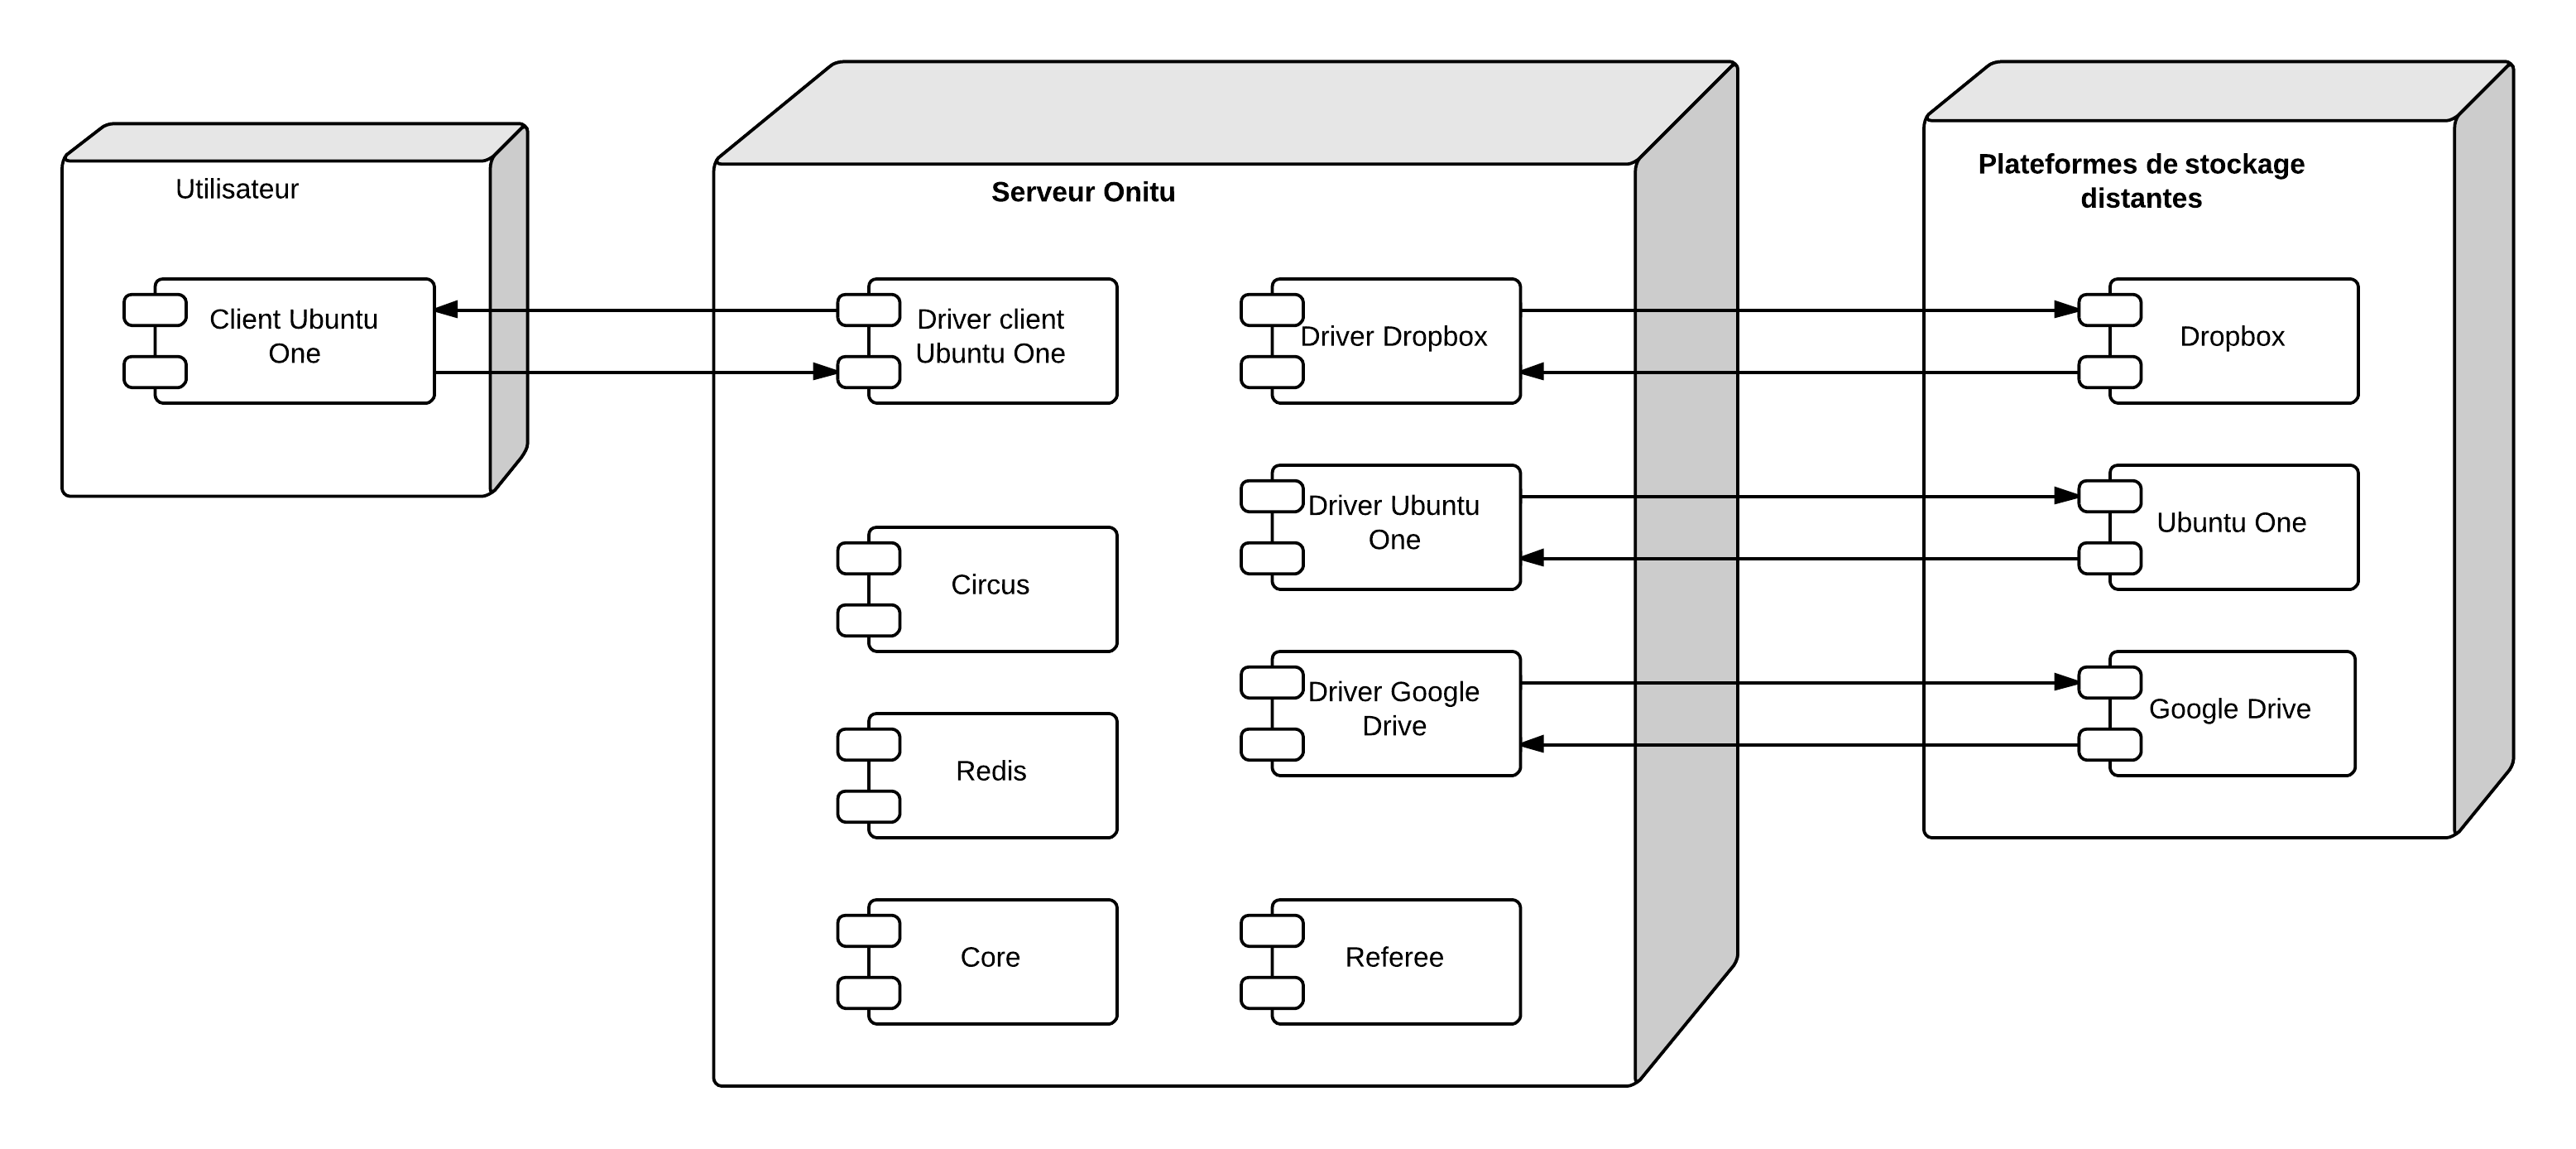 Utilisateur
Client Ubuntu
One
Serveur Onitu
Driver client
Ubuntu One
Circus
Redis
Core
Driver Dropbox
Driver Ubuntu
One
Driver Google
Drive
Referee
Plateformes de stockage
distantes
Dropbox
Ubuntu One
Google Drive